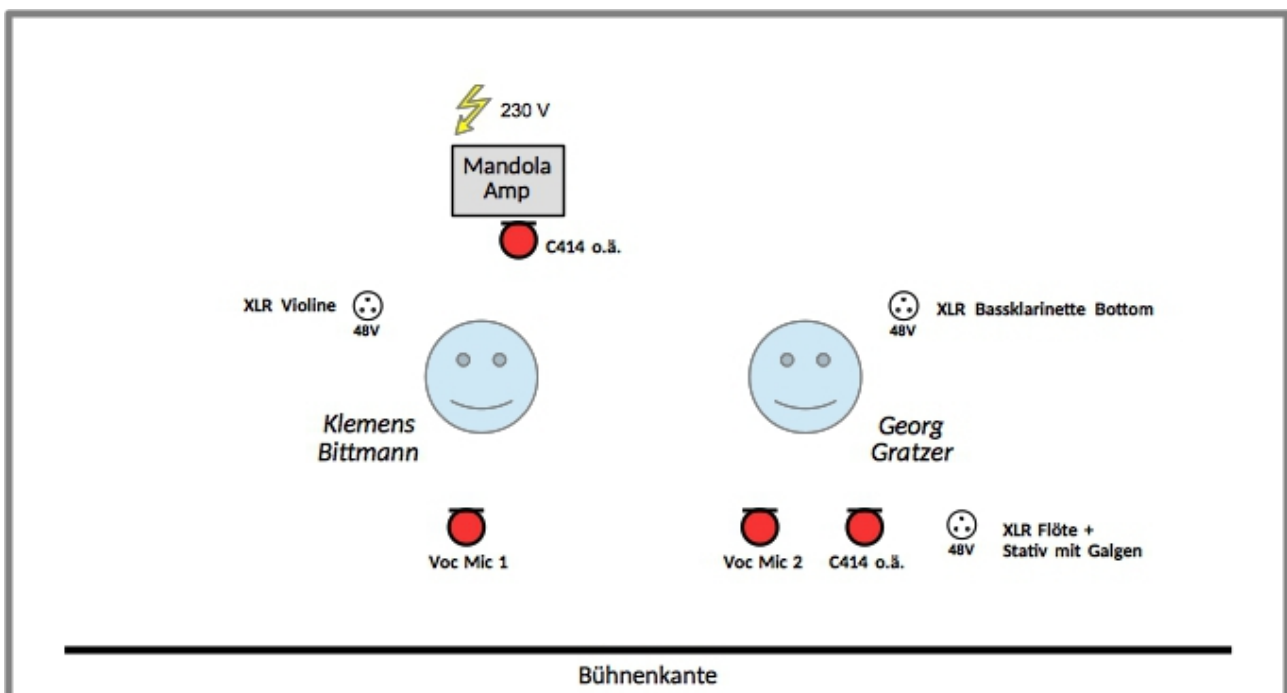 230 V
Mandola
Amp
C414 o.ä.
XLR Violine
48V
XLR Bassklarinette Bottom
48V
Klemens
Bittmann
Georg
Gratzer
Voc Mic 1
Voc Mic 2
C414 o.ä.
48V
XLR Flöte +
Stativ mit Galgen
Bühnenkante